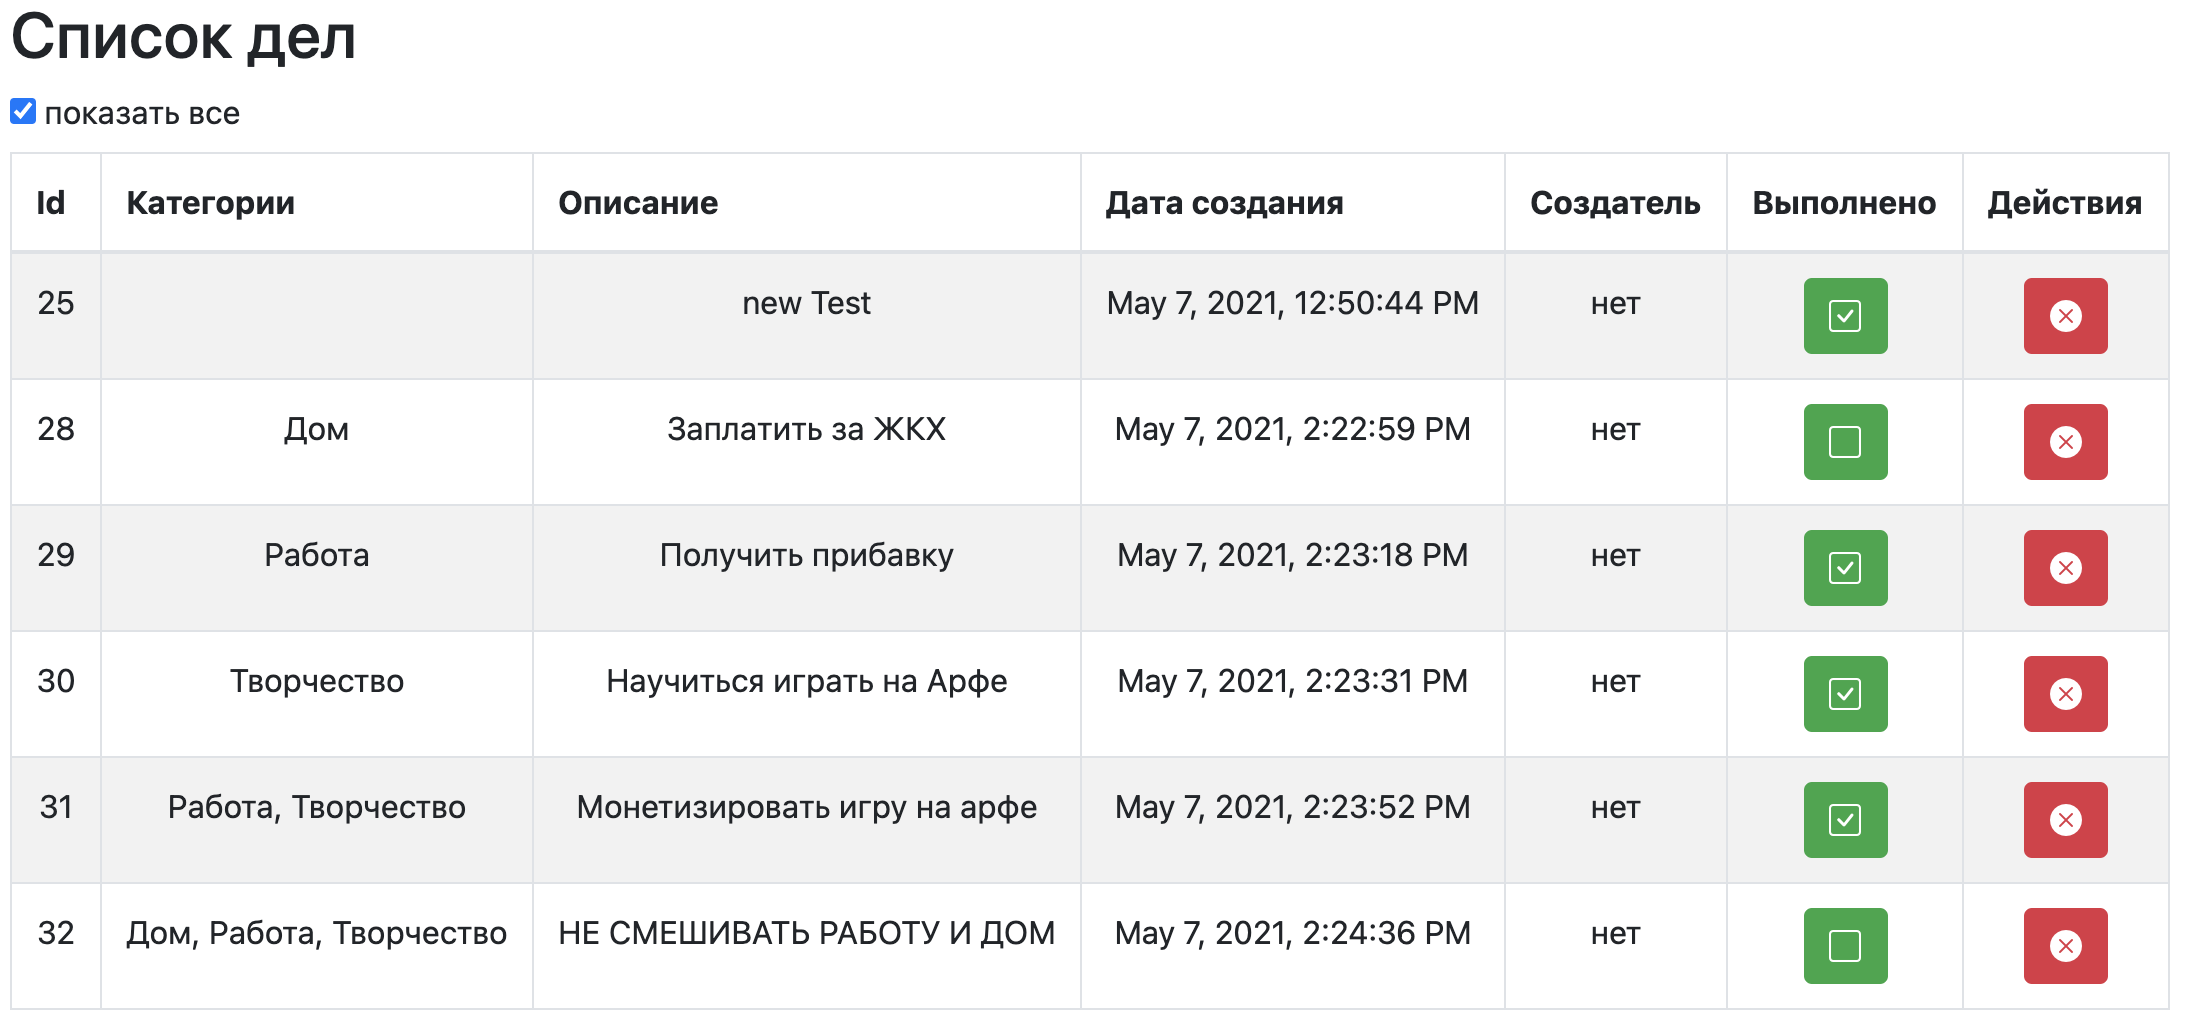 Список дел
показать все
Id Категории Описание Дата создания Создатель Выполнено Действия
25 new Test May 7, 2021, 12:50:44 PM нет
28 Дом Заплатить за ЖКХ May 7, 2021, 2:22:59 PM нет
29 Работа Получить прибавку May 7, 2021, 2:23:18 PM нет
30 Творчество Научиться играть на Арфе May 7, 2021, 2:23:31 PM нет
31 Работа, Творчество Монетизировать игру на арфе May 7, 2021, 2:23:52 PM нет
32 Дом, Работа, Творчество НЕ СМЕШИВАТЬ РАБОТУ И ДОМ May 7, 2021, 2:24:36 PM нет